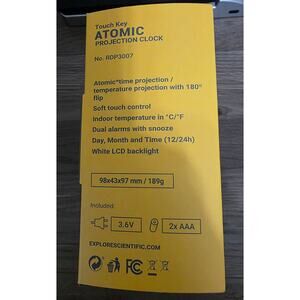 Touch Key
ATOMIC
PROJECTION CLOCK
No. RDP3007
Atomic*time projection /
temperature projection with 180°
flip
Soft touch control
Indoor temperature in °C/°F
Dual alarms with snooze
Day, Month and Time (12/24h)
White LCD backlight
98x43x97 mm / 189g
Included:
3.6V
2x AAA
EXPLORESCIENTIFIC.COM
CE FC